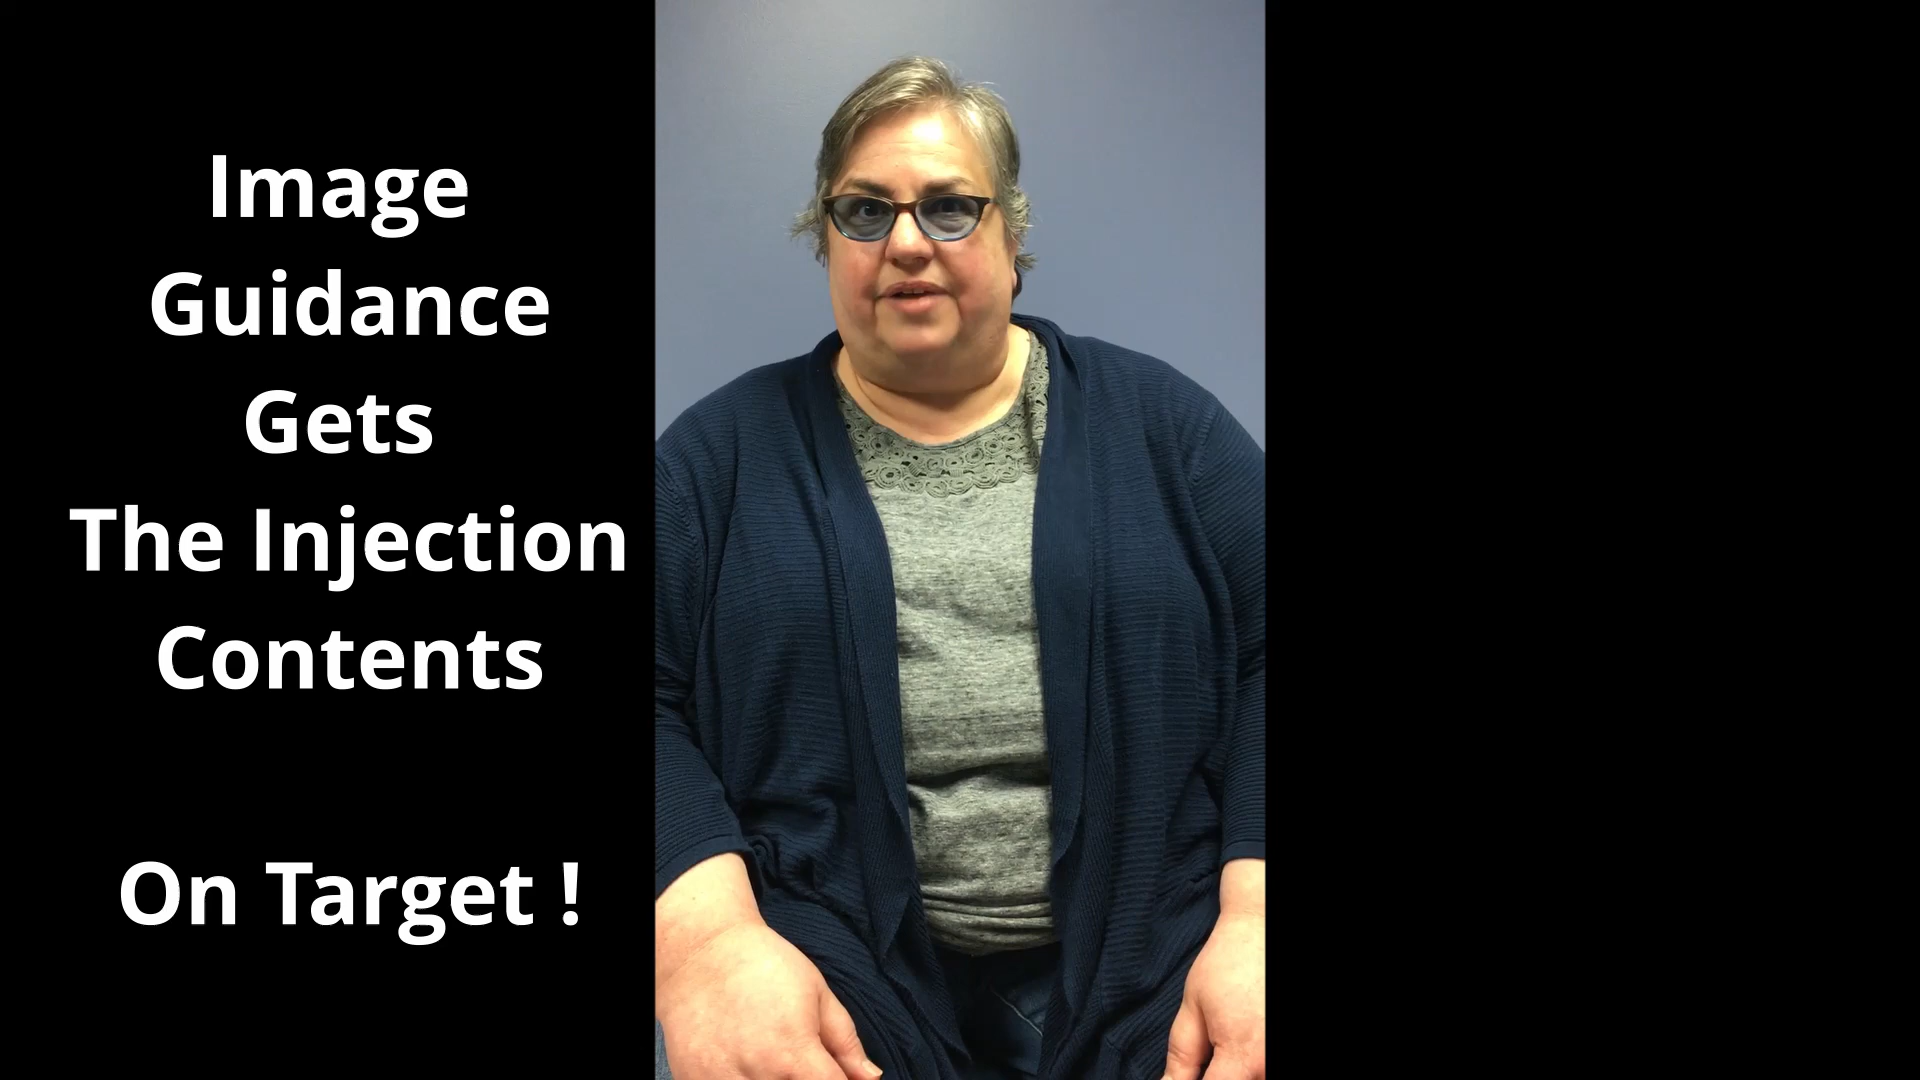 Image
Guidance
Gets
The Injection
Contents
On Target !